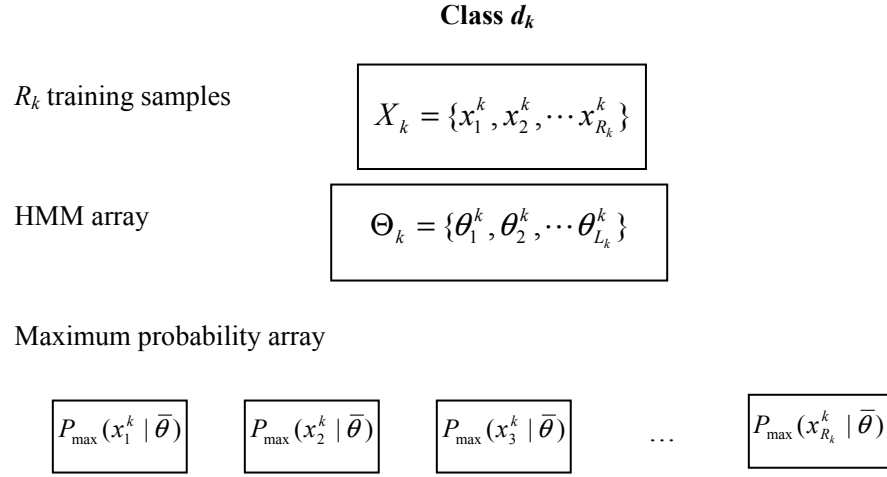 Class d_k
R_k training samples
X_k = {x_1^k, x_2^k, ⋯ x_{R_k}^k}
HMM array
Θ_k = {θ_1^k, θ_2^k, ⋯ θ_{L_k}^k}
Maximum probability array
P_max(x_1^k | θ̅) P_max(x_2^k | θ̅) P_max(x_3^k | θ̅) … P_max(x_{R_k}^k | θ̅)